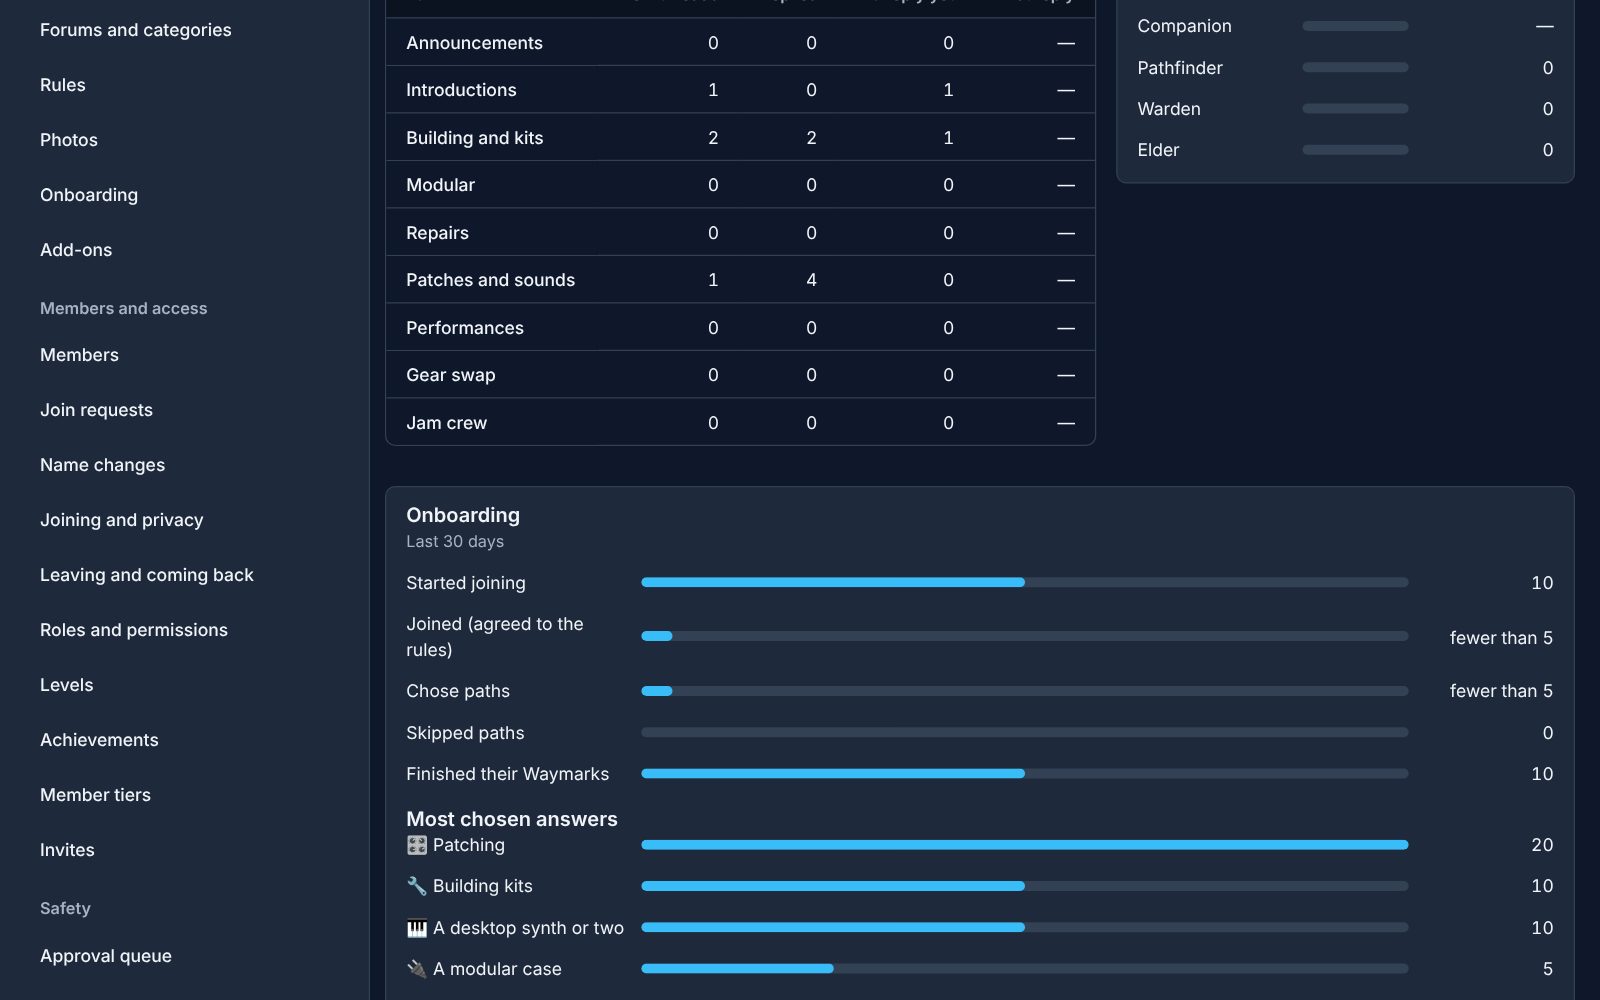 Forums and categories
Rules
Photos
Onboarding
Add-ons
Members and access
Members
Join requests
Name changes
Joining and privacy
Leaving and coming back
Roles and permissions
Levels
Achievements
Member tiers
Invites
Safety
Approval queue
Announcements 0 0 0 —
Introductions 1 0 1 —
Building and kits 2 2 1 —
Modular 0 0 0 —
Repairs 0 0 0 —
Patches and sounds 1 4 0 —
Performances 0 0 0 —
Gear swap 0 0 0 —
Jam crew 0 0 0 —
Companion —
Pathfinder 0
Warden 0
Elder 0
Onboarding
Last 30 days
Started joining 10
Joined (agreed to the
rules) fewer than 5
Chose paths fewer than 5
Skipped paths 0
Finished their Waymarks 10
Most chosen answers
🎛️ Patching 20
🔧 Building kits 10
🎹 A desktop synth or two 10
🔌 A modular case 5